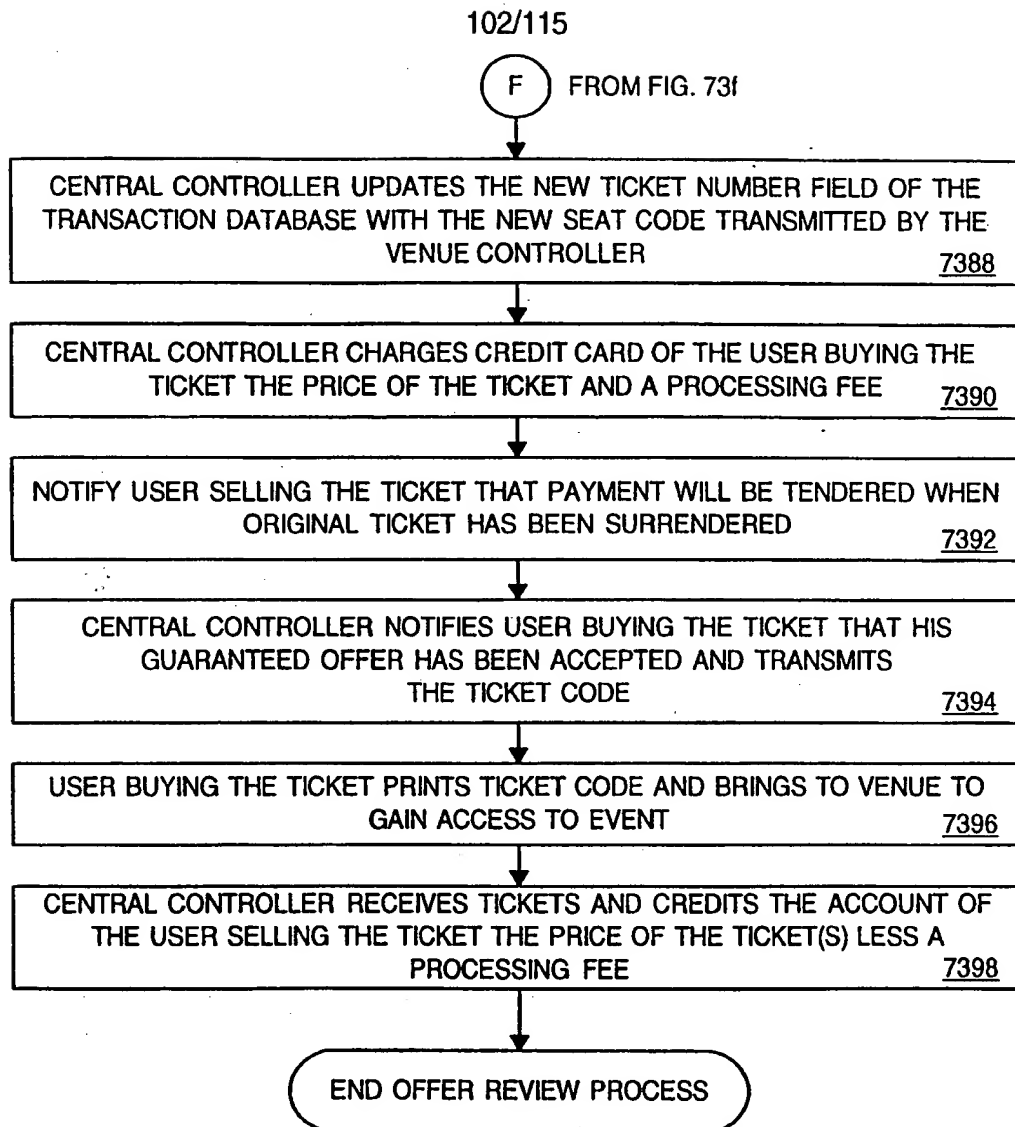 102/115
F FROM FIG. 73f
CENTRAL CONTROLLER UPDATES THE NEW TICKET NUMBER FIELD OF THE
TRANSACTION DATABASE WITH THE NEW SEAT CODE TRANSMITTED BY THE
VENUE CONTROLLER 7388
CENTRAL CONTROLLER CHARGES CREDIT CARD OF THE USER BUYING THE
TICKET THE PRICE OF THE TICKET AND A PROCESSING FEE 7390
NOTIFY USER SELLING THE TICKET THAT PAYMENT WILL BE TENDERED WHEN
ORIGINAL TICKET HAS BEEN SURRENDERED 7392
CENTRAL CONTROLLER NOTIFIES USER BUYING THE TICKET THAT HIS
GUARANTEED OFFER HAS BEEN ACCEPTED AND TRANSMITS
THE TICKET CODE 7394
USER BUYING THE TICKET PRINTS TICKET CODE AND BRINGS TO VENUE TO
GAIN ACCESS TO EVENT 7396
CENTRAL CONTROLLER RECEIVES TICKETS AND CREDITS THE ACCOUNT OF
THE USER SELLING THE TICKET THE PRICE OF THE TICKET(S) LESS A
PROCESSING FEE 7398
END OFFER REVIEW PROCESS